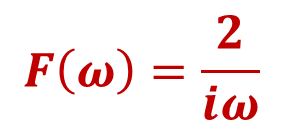 F(ω) = 2/iω